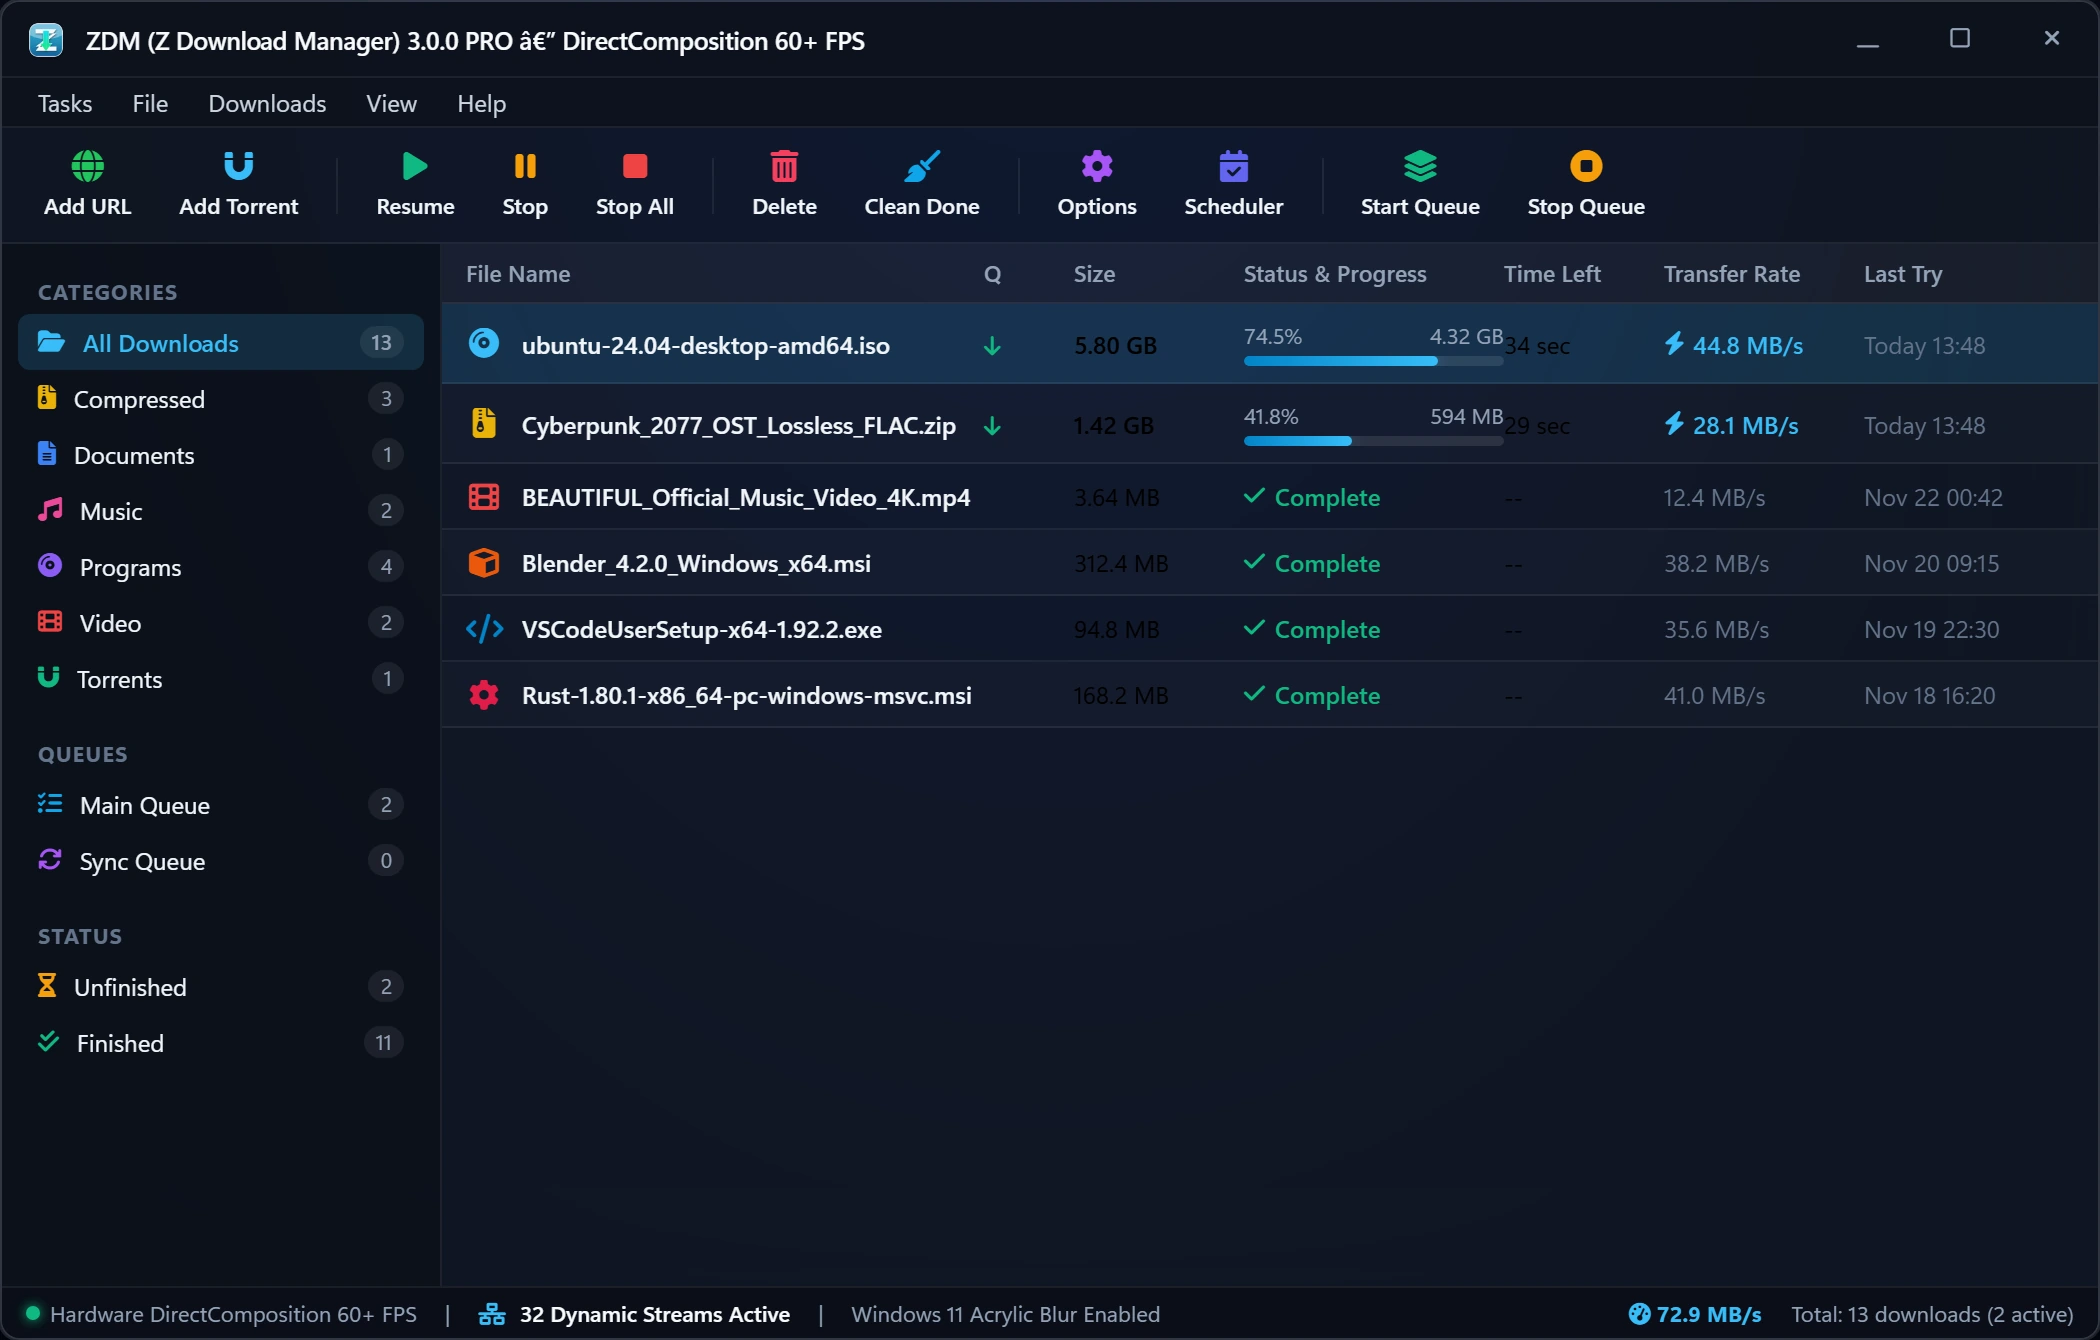 ZDM (Z Download Manager) 3.0.0 PRO â€” DirectComposition 60+ FPS
Tasks File Downloads View Help
Add URL Add Torrent Resume Stop Stop All Delete Clean Done Options Scheduler Start Queue Stop Queue
CATEGORIES
All Downloads 13
Compressed 3
Documents 1
Music 2
Programs 4
Video 2
Torrents 1
QUEUES
Main Queue 2
Sync Queue 0
STATUS
Unfinished 2
Finished 11
File Name Q Size Status & Progress Time Left Transfer Rate Last Try
ubuntu-24.04-desktop-amd64.iso 5.80 GB 74.5% 4.32 GB 34 sec 44.8 MB/s Today 13:48
Cyberpunk_2077_OST_Lossless_FLAC.zip 1.42 GB 41.8% 594 MB 29 sec 28.1 MB/s Today 13:48
BEAUTIFUL_Official_Music_Video_4K.mp4 3.64 MB Complete -- 12.4 MB/s Nov 22 00:42
Blender_4.2.0_Windows_x64.msi 312.4 MB Complete -- 38.2 MB/s Nov 20 09:15
VSCodeUserSetup-x64-1.92.2.exe 94.8 MB Complete -- 35.6 MB/s Nov 19 22:30
Rust-1.80.1-x86_64-pc-windows-msvc.msi 168.2 MB Complete -- 41.0 MB/s Nov 18 16:20
Hardware DirectComposition 60+ FPS | 32 Dynamic Streams Active | Windows 11 Acrylic Blur Enabled 72.9 MB/s Total: 13 downloads (2 active)